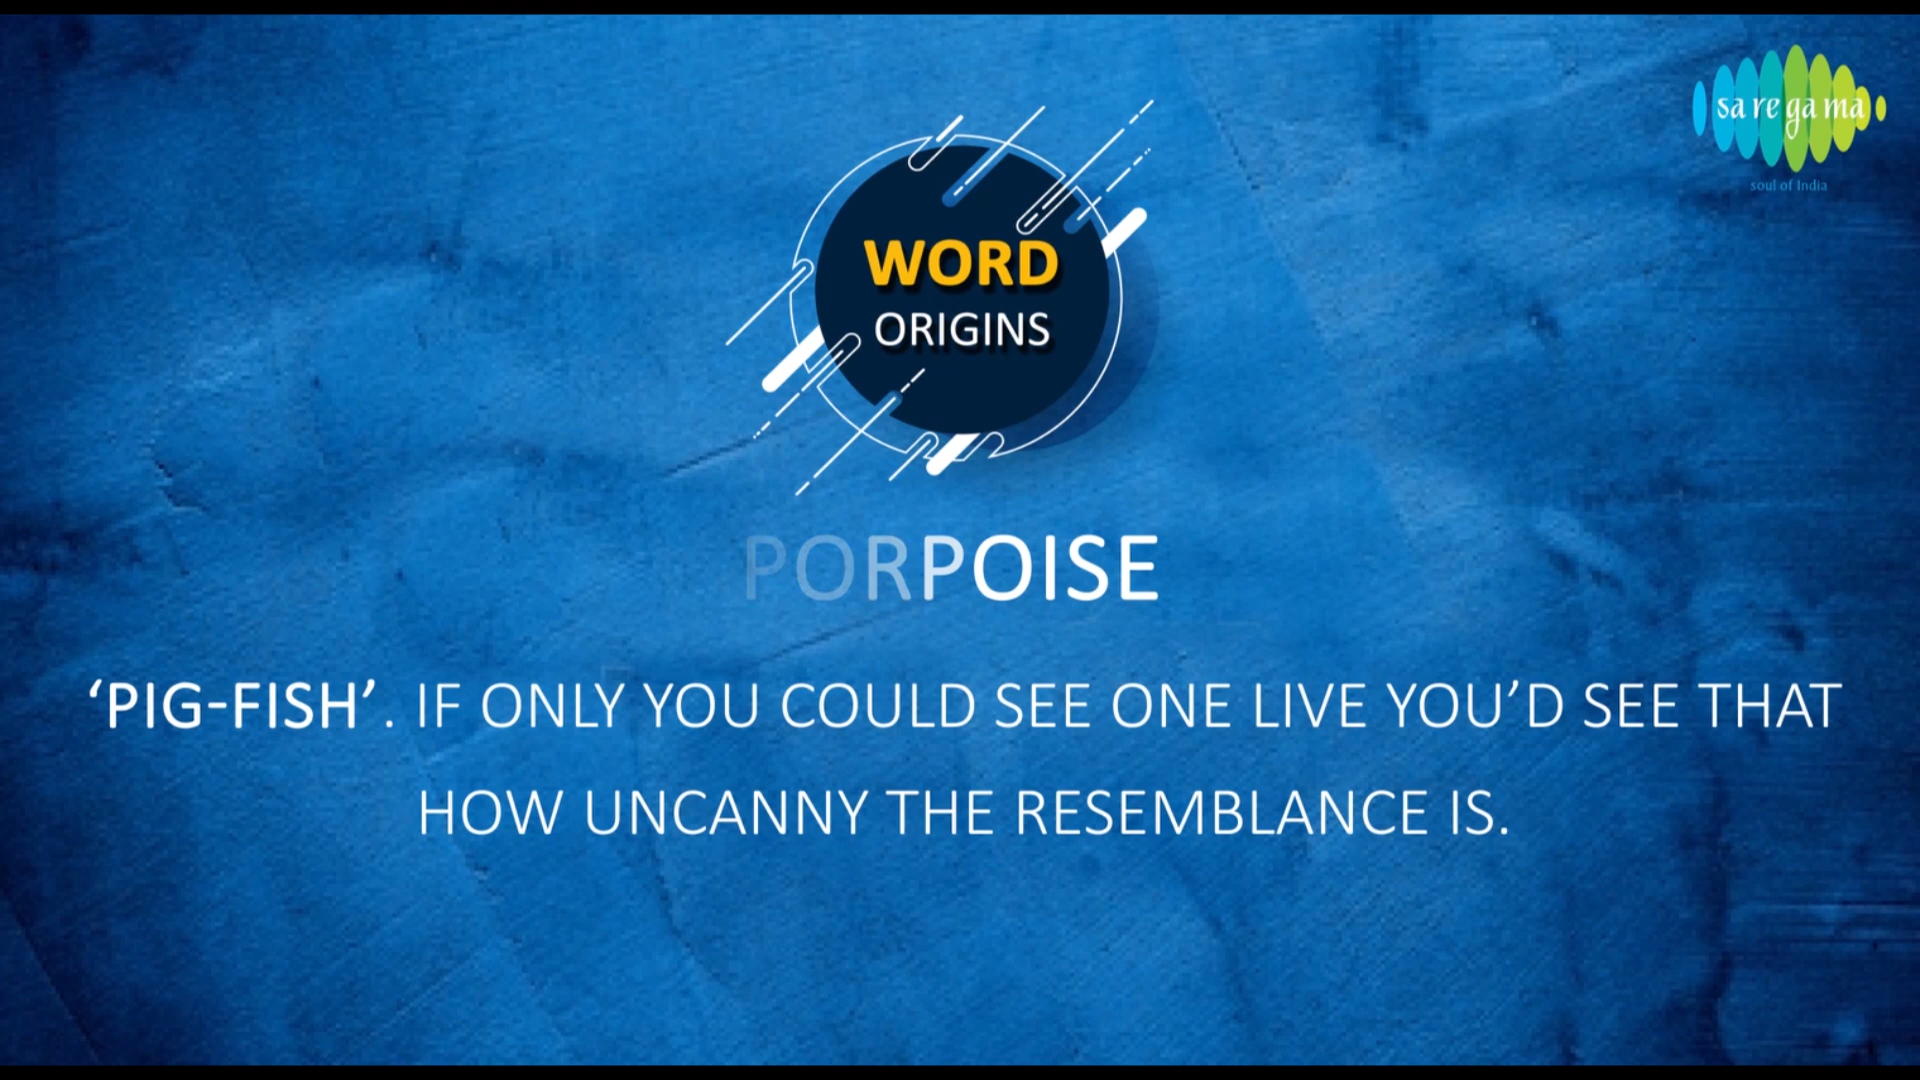 sa re ga ma
soul of India
WORD
ORIGINS
PORPOISE
‘PIG-FISH’. IF ONLY YOU COULD SEE ONE LIVE YOU’D SEE THAT
HOW UNCANNY THE RESEMBLANCE IS.